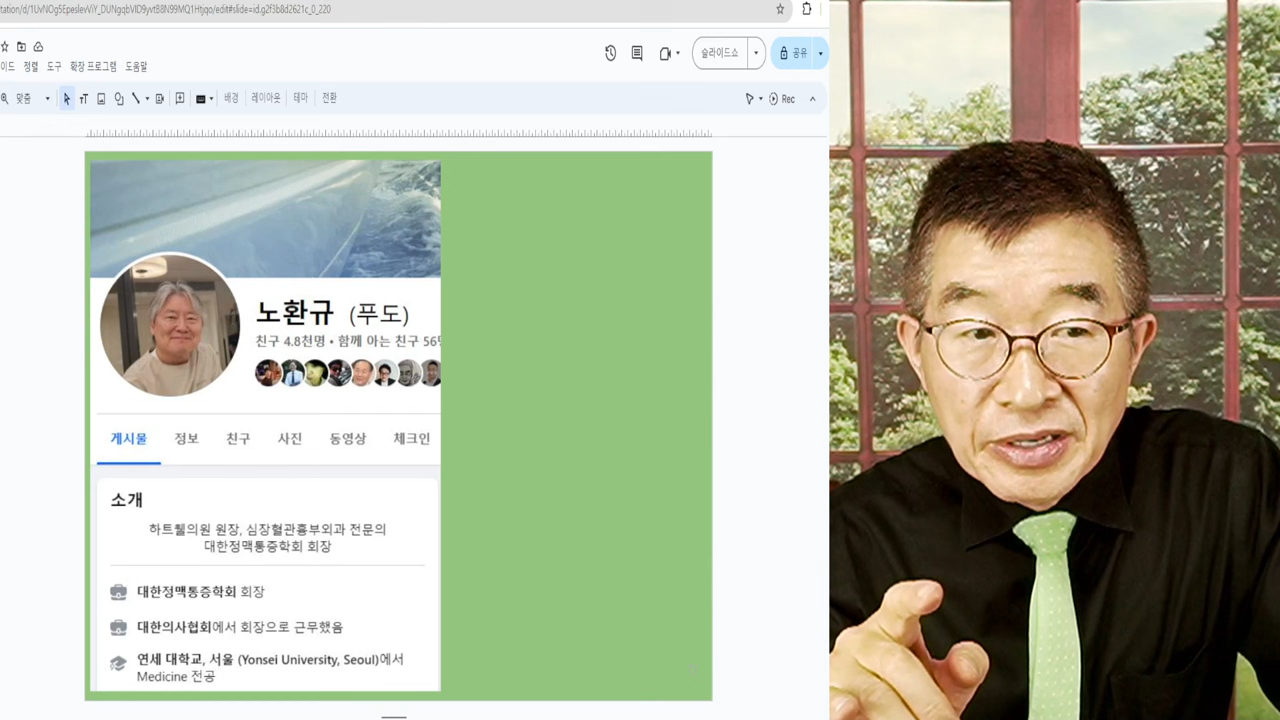 tation/d/1UvNOg5EpeslevViY_DUNgqbVlD9yvtB8N99MQ1Htjqo/edit#slide=id.g2f3b8d2621c_0_220
이드 정렬 도구 확장 프로그램 도움말
슬라이드쇼
공유
맞춤
배경 레이아웃 테마 전환
Rec
노환규 (푸도)
친구 4.8천명 • 함께 아는 친구 56
게시물 정보 친구 사진 동영상 체크인
소개
하트웰의원 원장, 심장혈관흉부외과 전문의
대한정맥통증학회 회장
대한정맥통증학회 회장
대한의사협회에서 회장으로 근무했음
연세 대학교, 서울 (Yonsei University, Seoul)에서
Medicine 전공